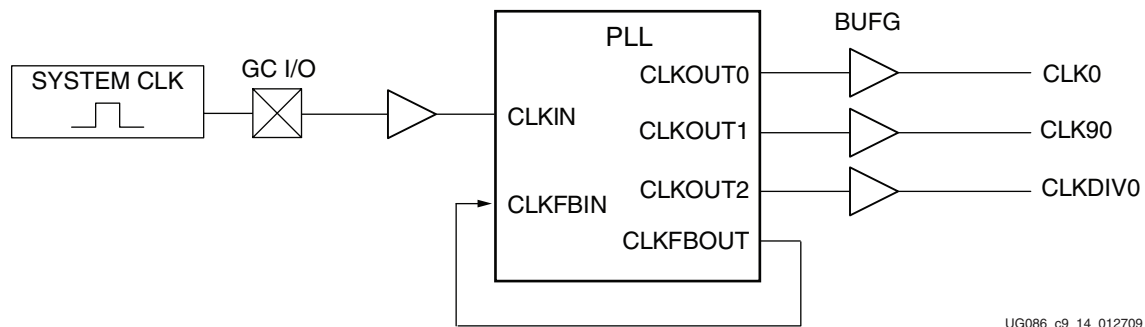 BUFG
PLL
GC I/O
SYSTEM CLK
CLKOUT0
CLK0
CLKIN
CLKOUT1
CLK90
CLKOUT2
CLKDIV0
CLKFBIN
CLKFBOUT
UG086_c9_14_012709